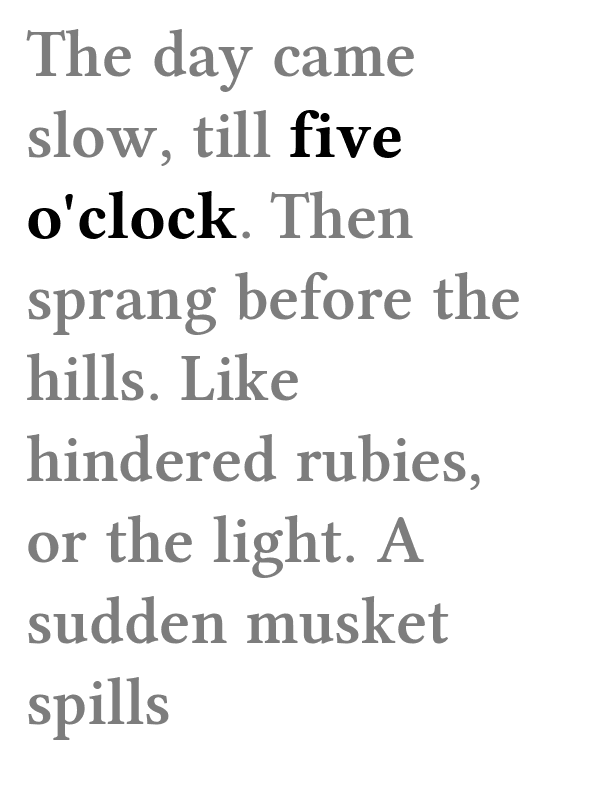 The day came
slow, till five
o'clock. Then
sprang before the
hills. Like
hindered rubies,
or the light. A
sudden musket
spills